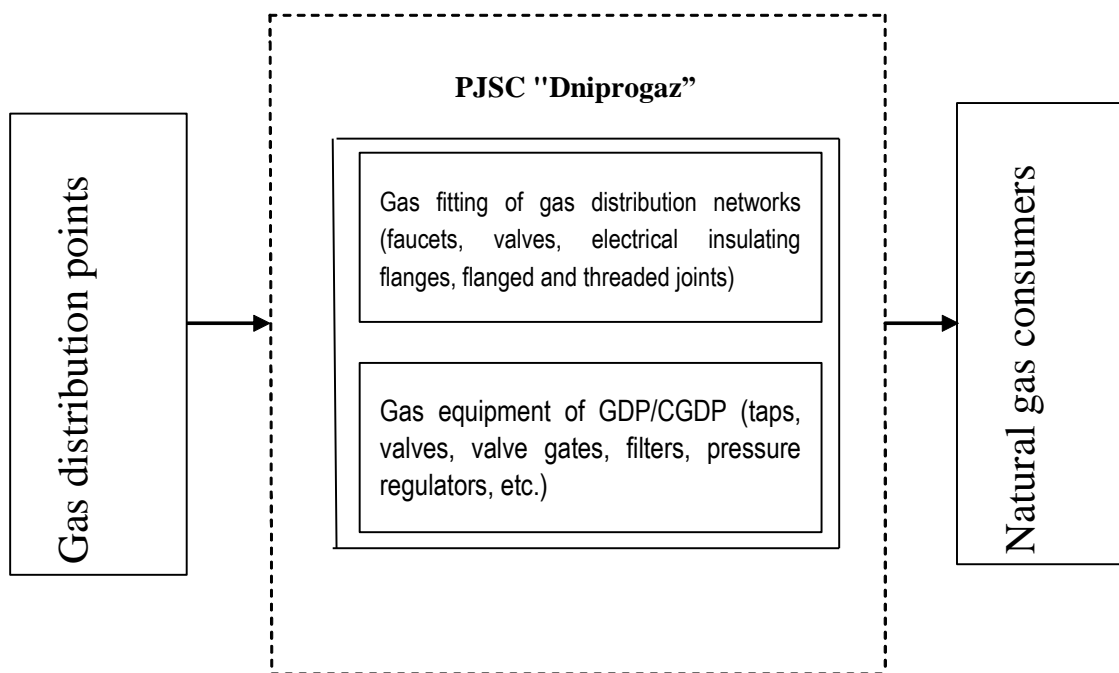 Gas distribution points
PJSC "Dniprogaz”
Gas fitting of gas distribution networks
(faucets, valves, electrical insulating
flanges, flanged and threaded joints)
Gas equipment of GDP/CGDP (taps,
valves, valve gates, filters, pressure
regulators, etc.)
Natural gas consumers